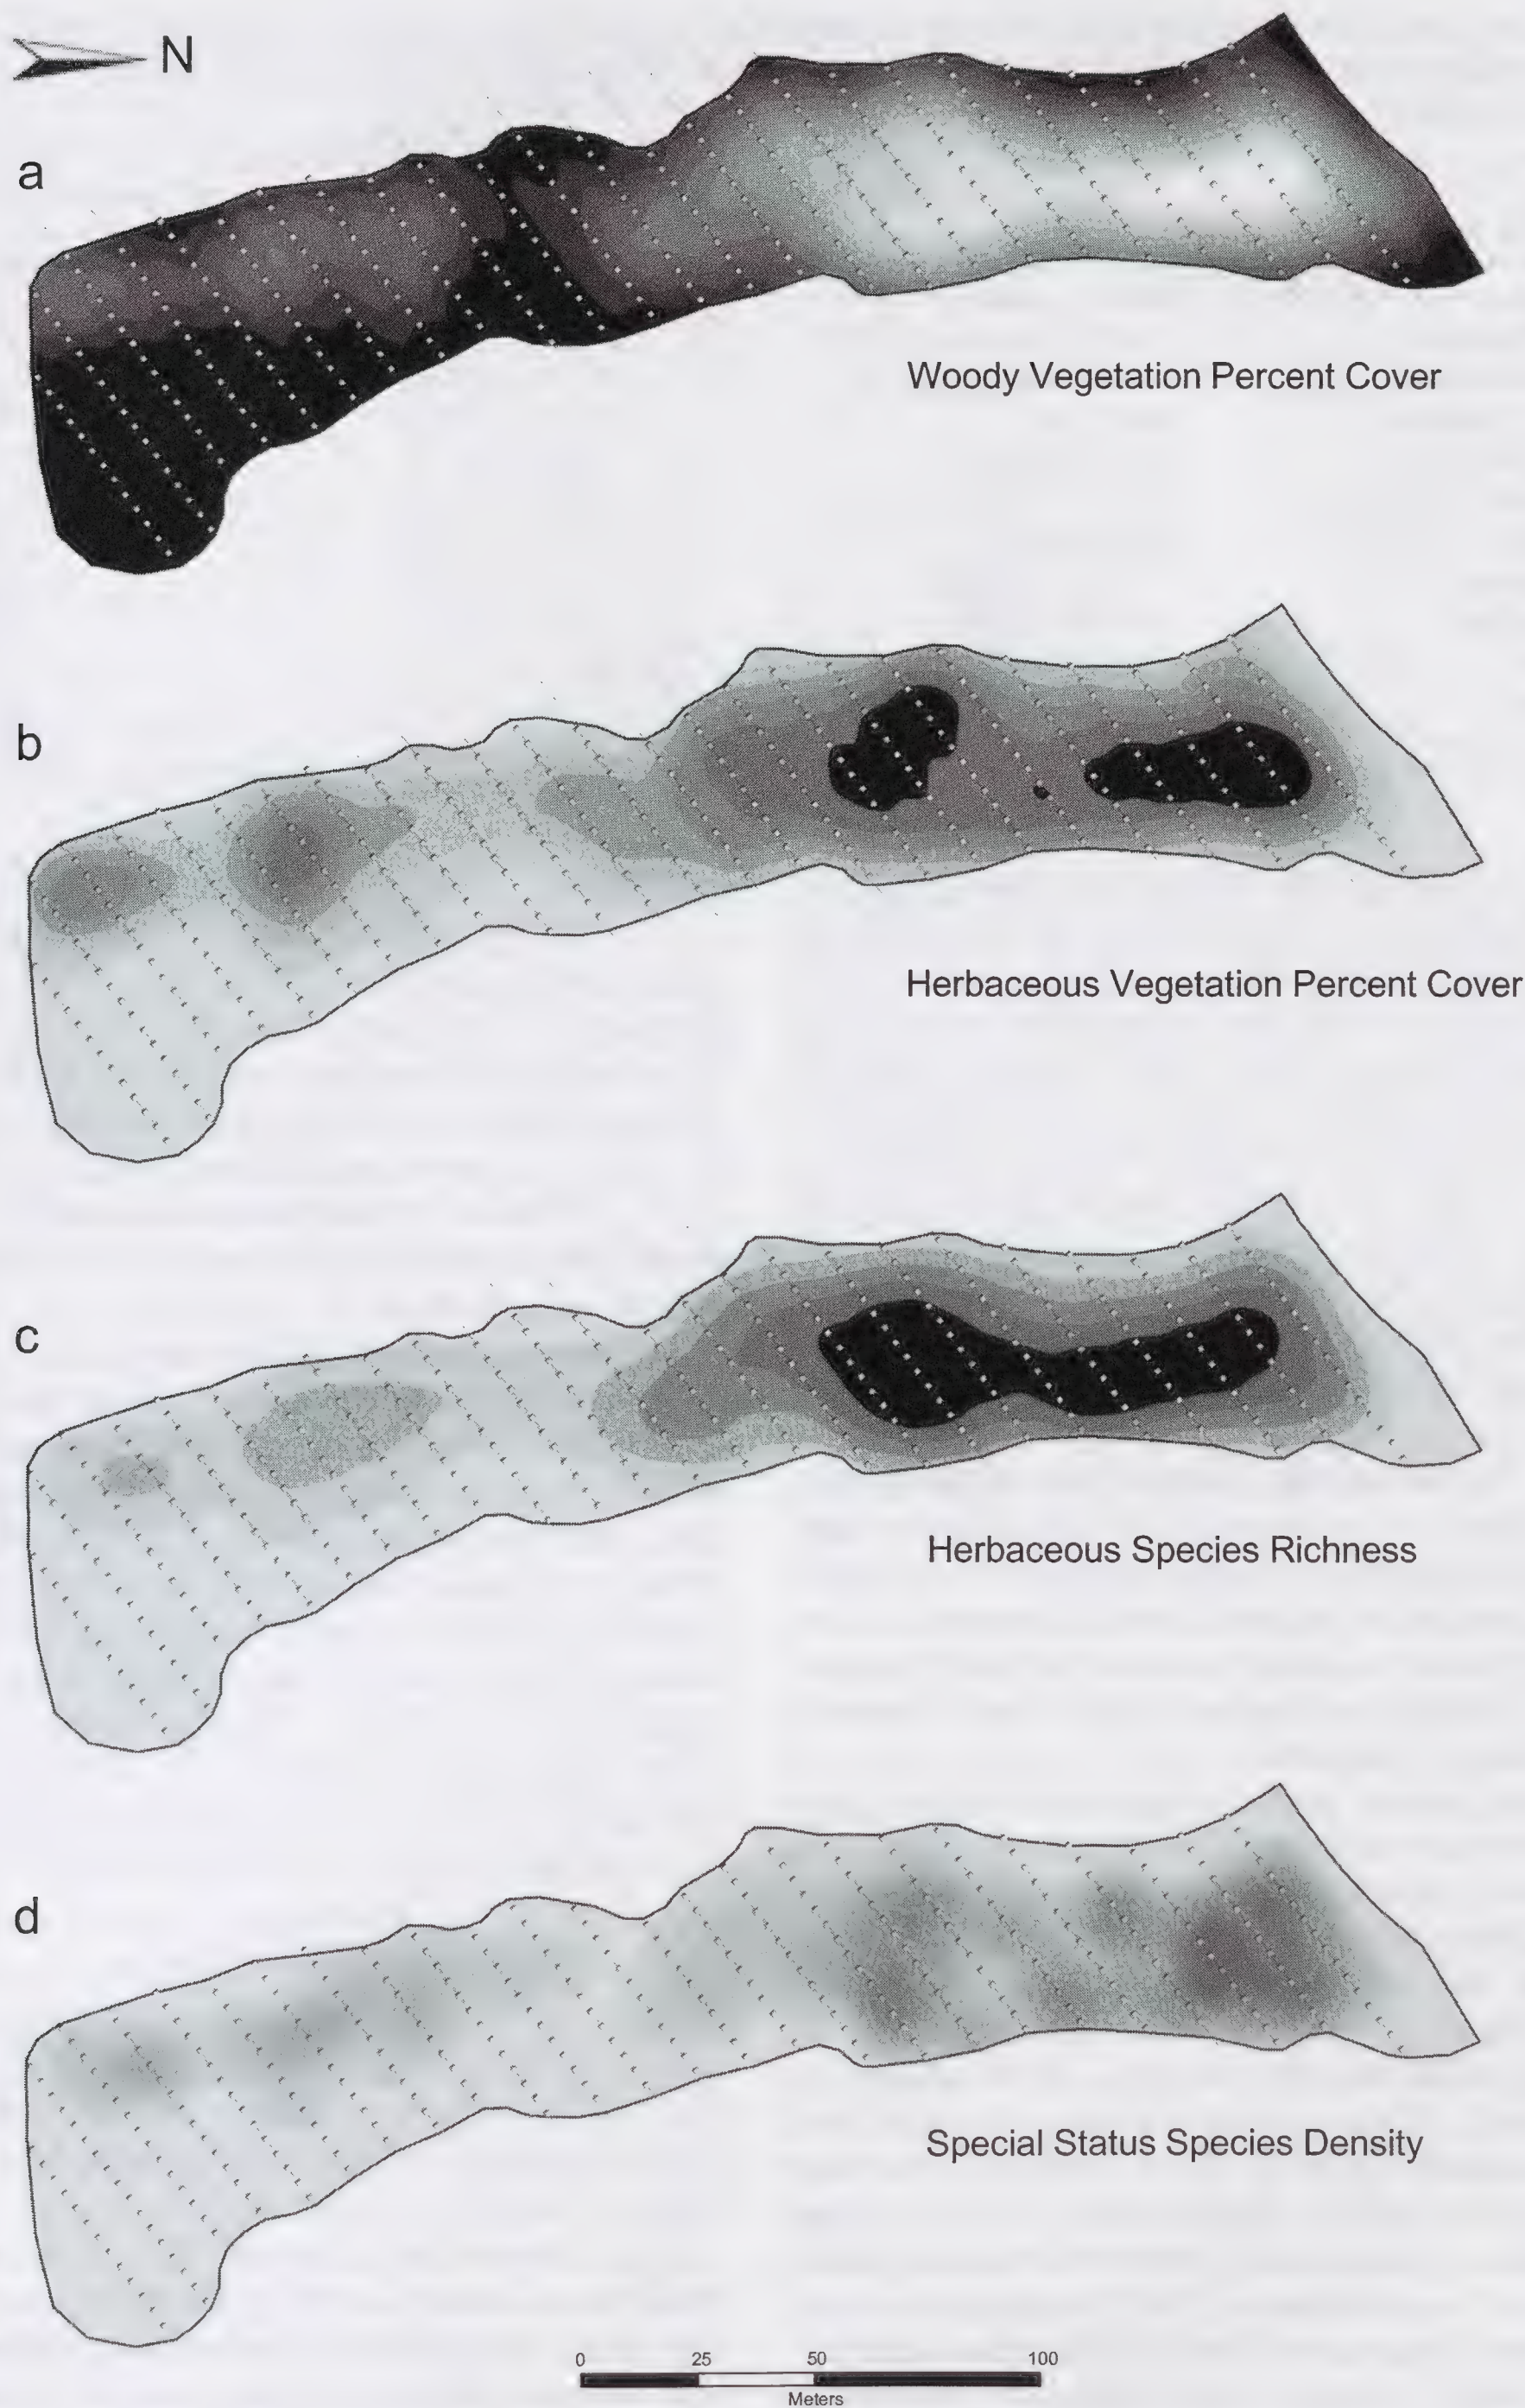 N
a
Woody Vegetation Percent Cover
b
Herbaceous Vegetation Percent Cover
c
Herbaceous Species Richness
d
Special Status Species Density
0 25 50 100
Meters